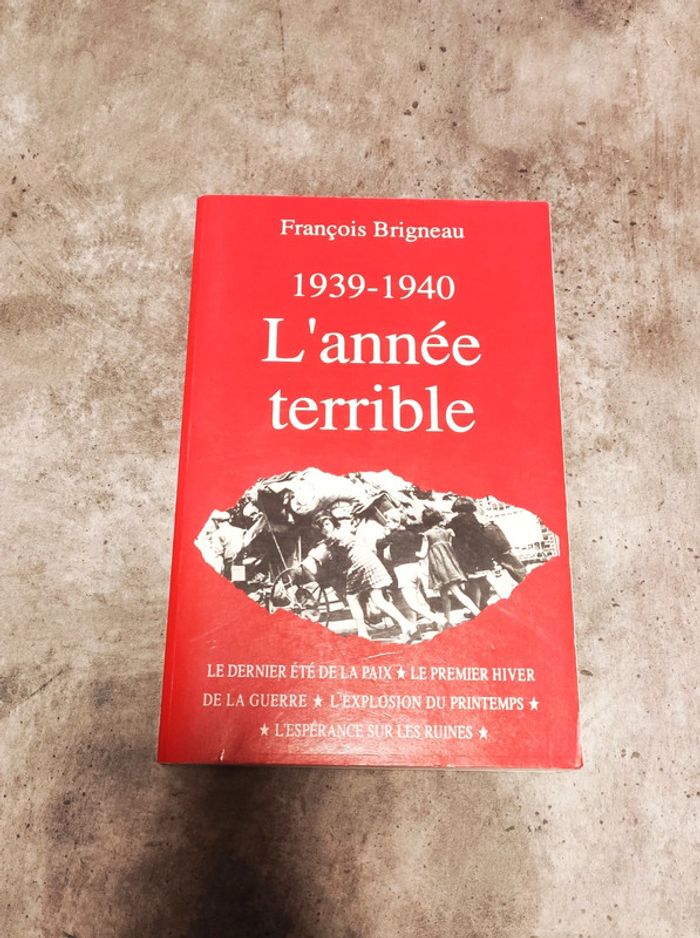 François Brigneau
1939-1940
L'année
terrible
LE DERNIER ÉTÉ DE LA PAIX ★ LE PREMIER HIVER
DE LA GUERRE ★ L'EXPLOSION DU PRINTEMPS ★
★ L'ESPÉRANCE SUR LES RUINES ★